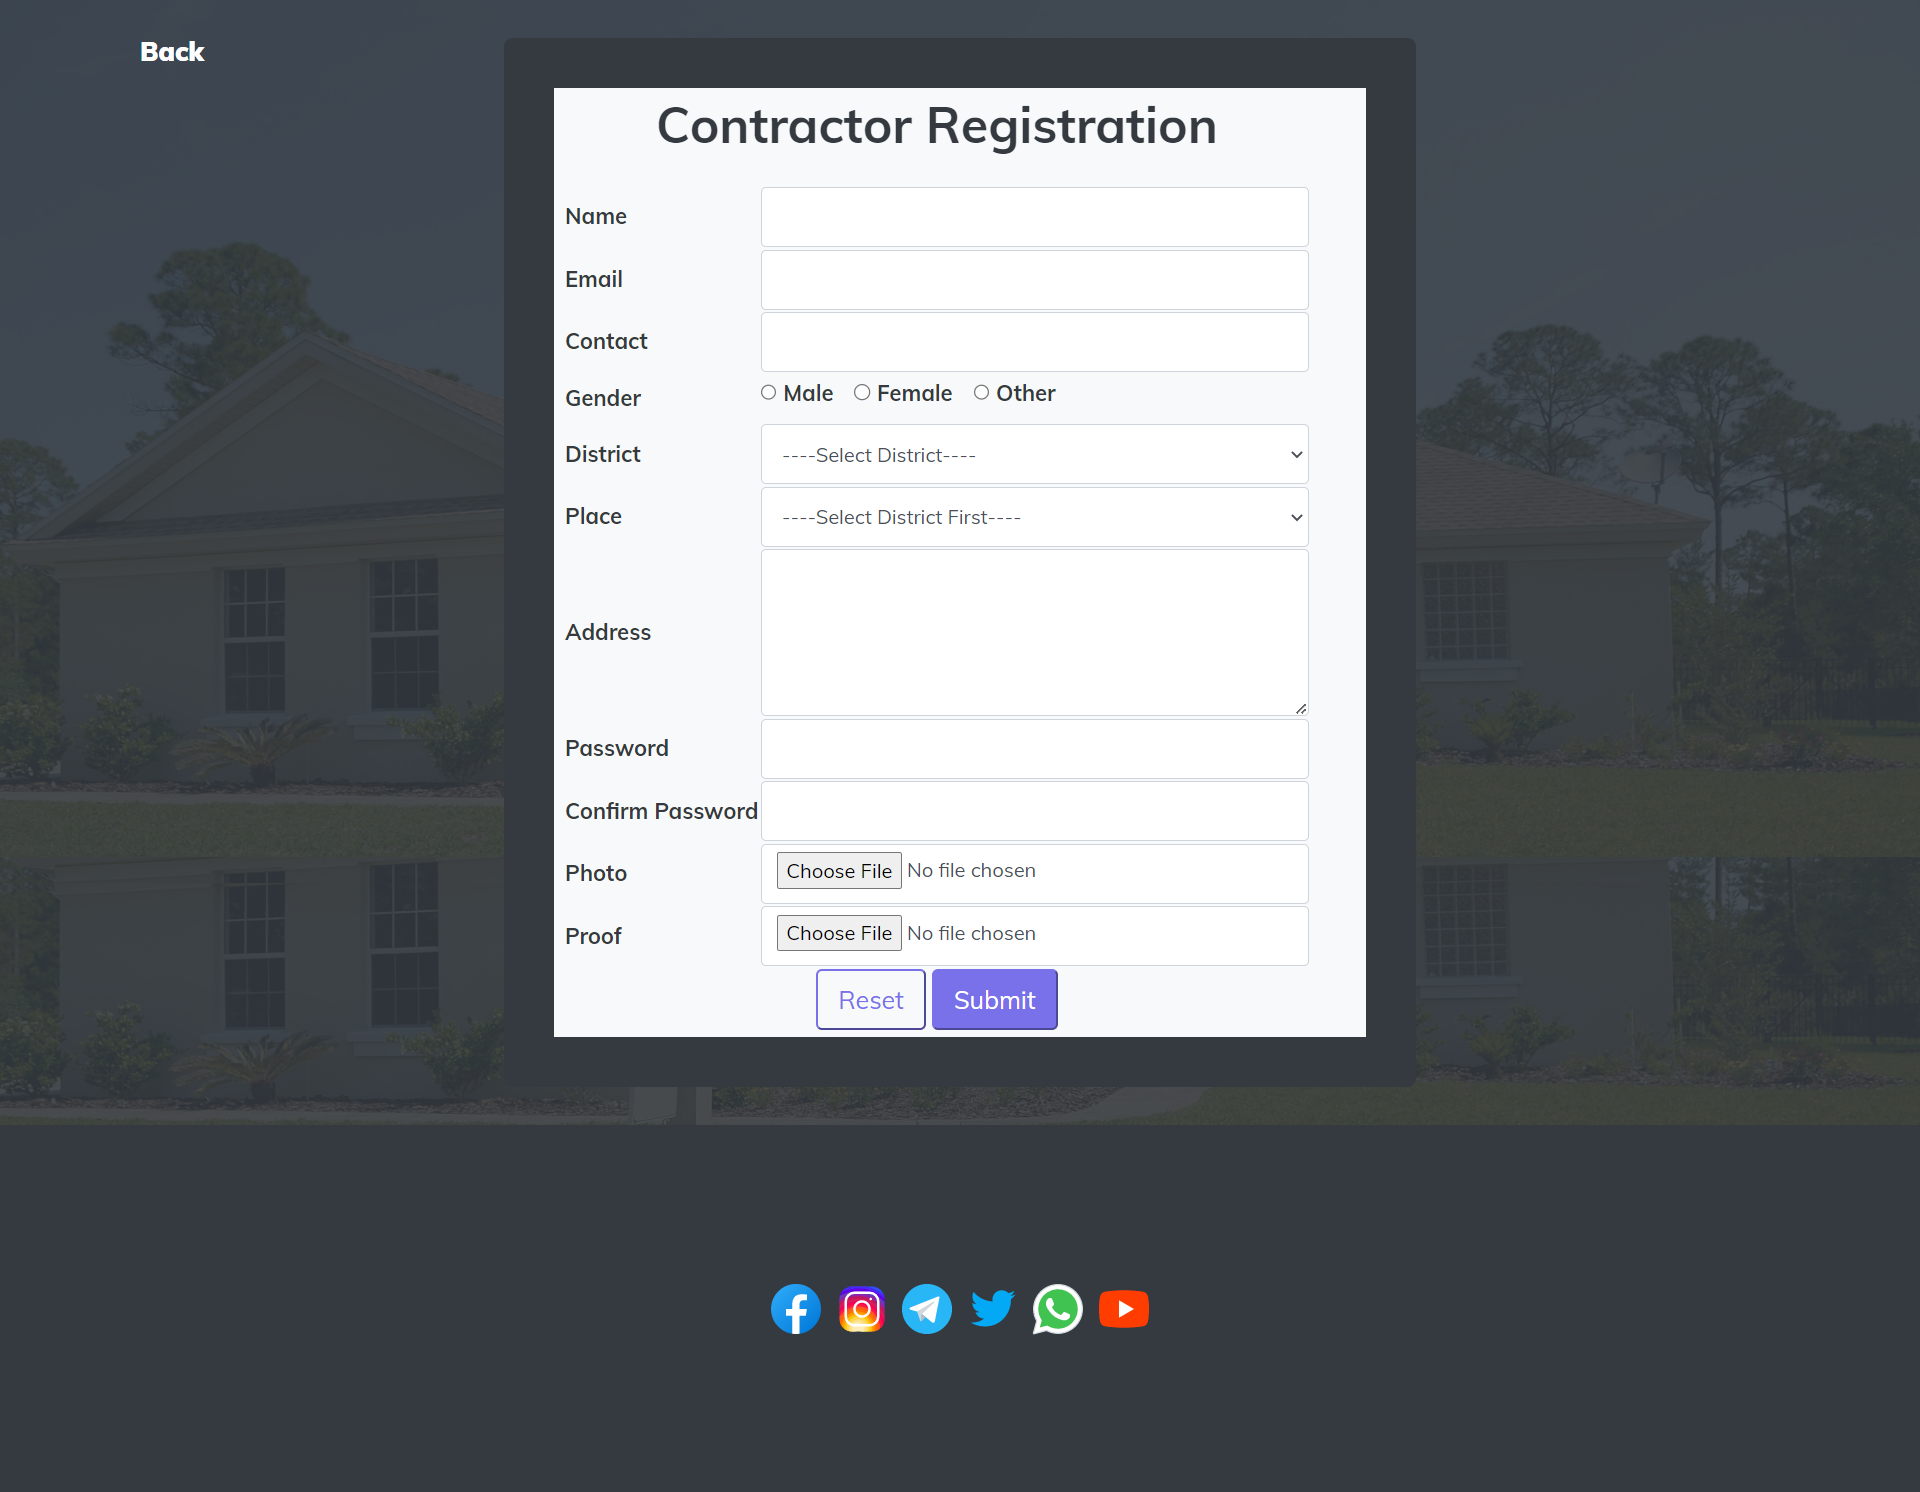 Back
Contractor Registration
Name
Email
Contact
Gender Male Female Other
District ----Select District----
Place ----Select District First----
Address
Password
Confirm Password
Photo Choose File No file chosen
Proof Choose File No file chosen
Reset Submit